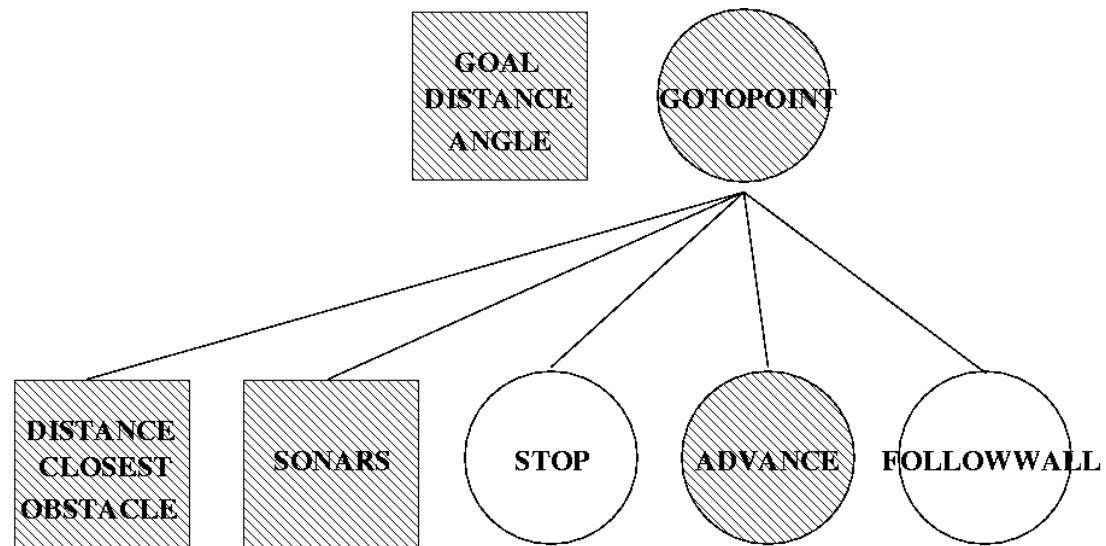 GOAL
DISTANCE
ANGLE
GOTOPOINT
DISTANCE
CLOSEST
OBSTACLE
SONARS
STOP
ADVANCE
FOLLOWWALL